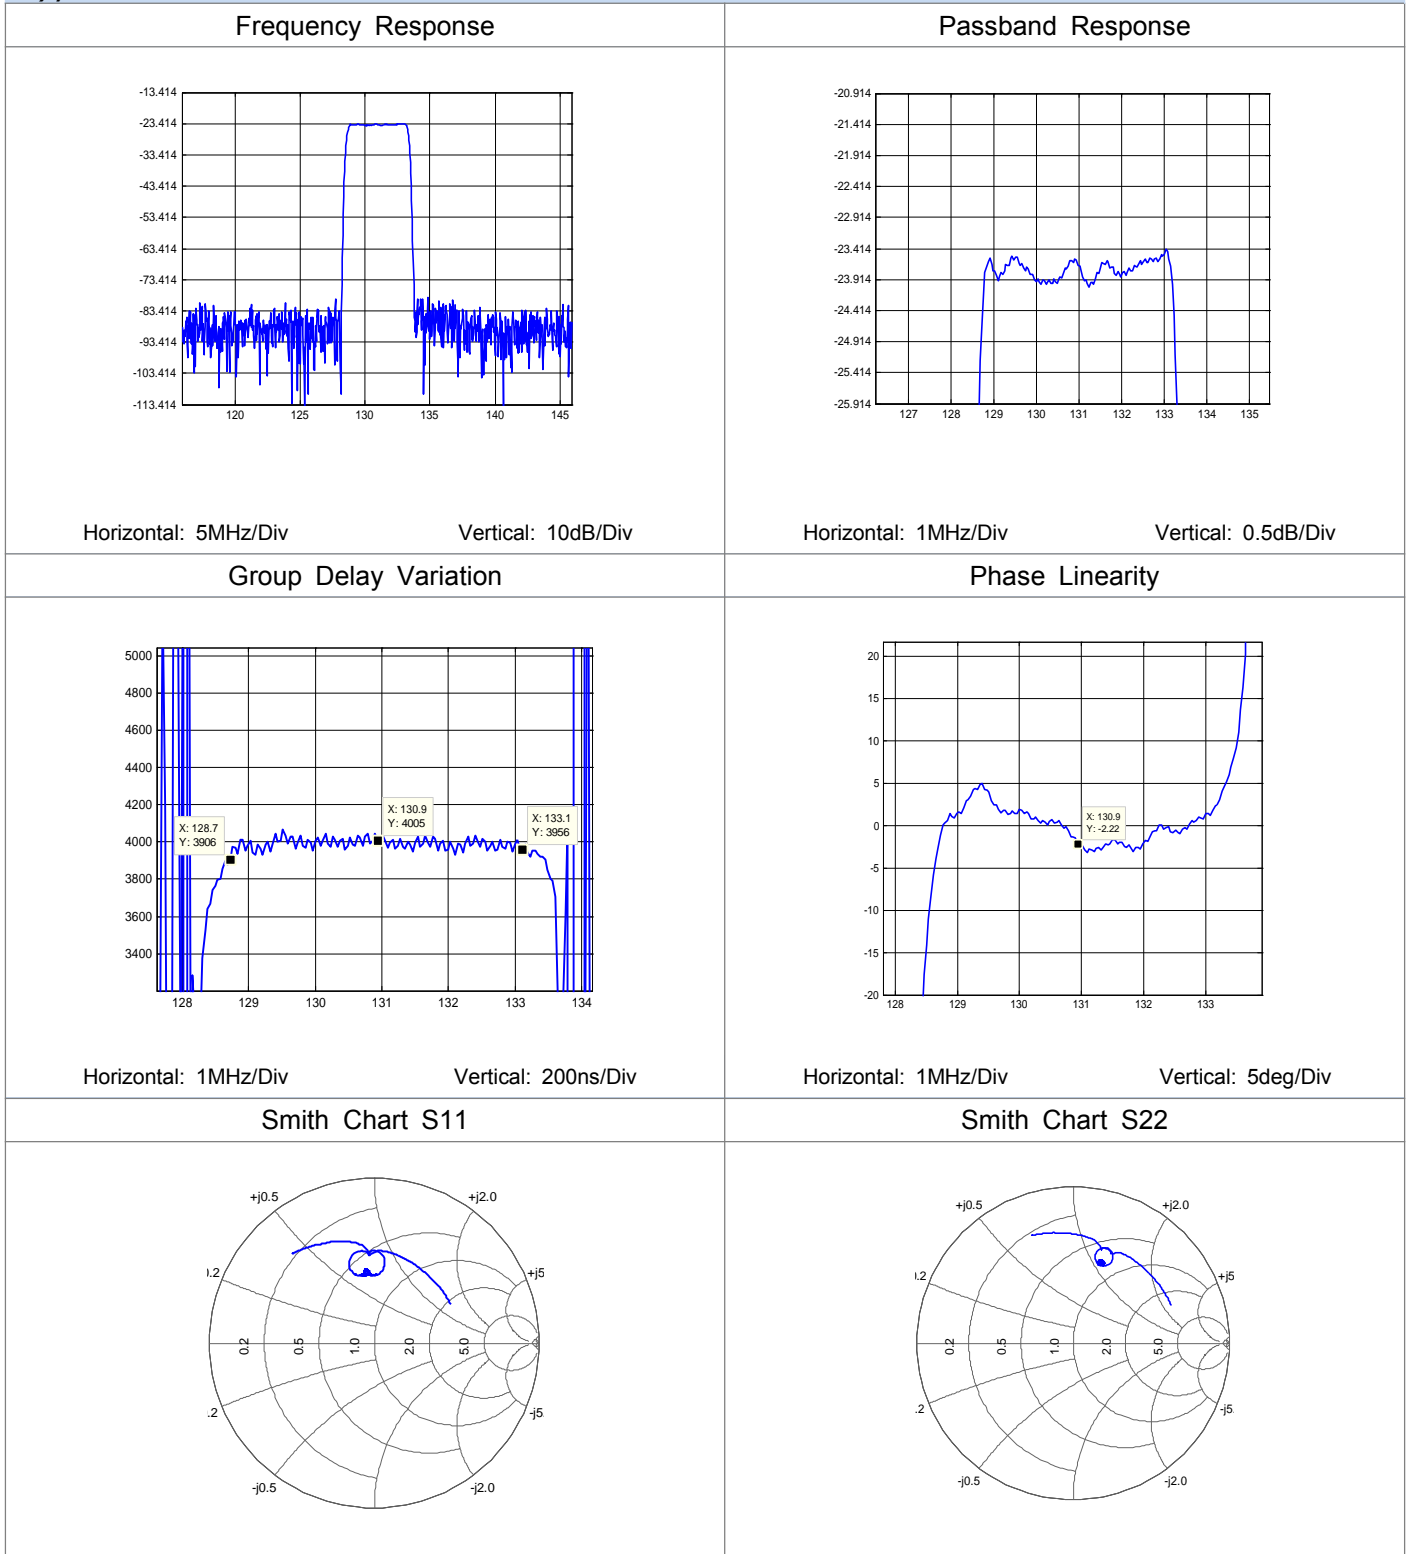 Frequency Response
Passband Response
-13.414
-23.414
-33.414
-43.414
-53.414
-63.414
-73.414
-83.414
-93.414
-103.414
-113.414
120 125 130 135 140 145
-20.914
-21.414
-21.914
-22.414
-22.914
-23.414
-23.914
-24.414
-24.914
-25.414
-25.914
127 128 129 130 131 132 133 134 135
Horizontal: 5MHz/Div Vertical: 10dB/Div
Horizontal: 1MHz/Div Vertical: 0.5dB/Div
Group Delay Variation
Phase Linearity
5000
4800
4600
4400
4200
4000
3800
3600
3400
X: 128.7
Y: 3906
X: 130.9
Y: 4005
X: 133.1
Y: 3956
128 129 130 131 132 133 134
20
15
10
5
0
-5
-10
-15
-20
X: 130.9
Y: -2.22
128 129 130 131 132 133
Horizontal: 1MHz/Div Vertical: 200ns/Div
Horizontal: 1MHz/Div Vertical: 5deg/Div
Smith Chart S11
Smith Chart S22
+j0.5 +j2.0
.2 +j5
0.2 0.5 1.0 2.0 5.0
.2 -j5.
-j0.5 -j2.0
+j0.5 +j2.0
.2 +j5
0.2 0.5 1.0 2.0 5.0
.2 -j5.
-j0.5 -j2.0